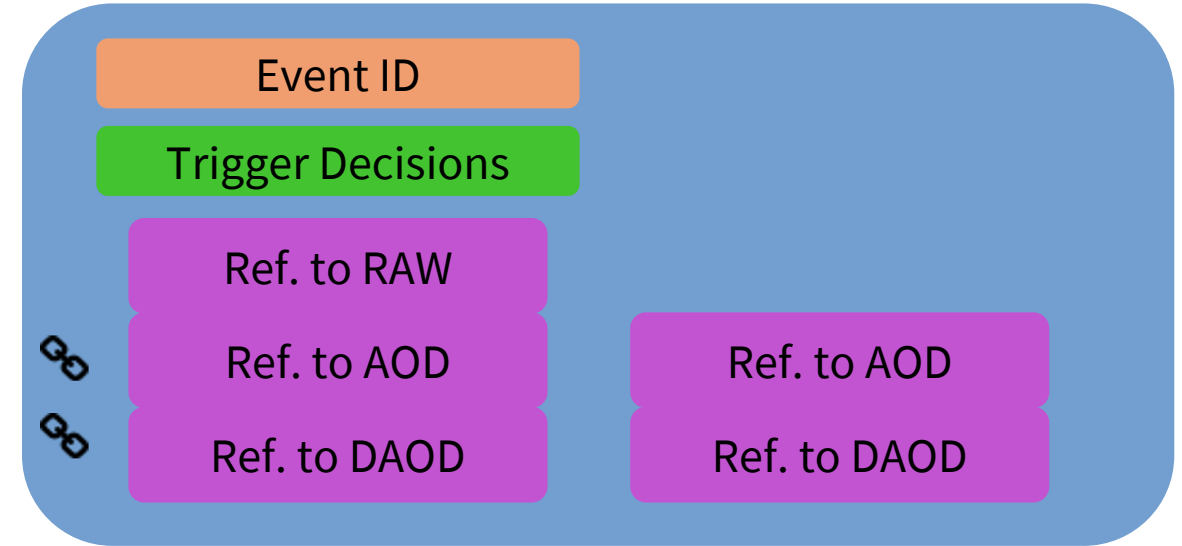 Event ID
Trigger Decisions
Ref. to RAW
Ref. to AOD
Ref. to DAOD
Ref. to AOD
Ref. to DAOD